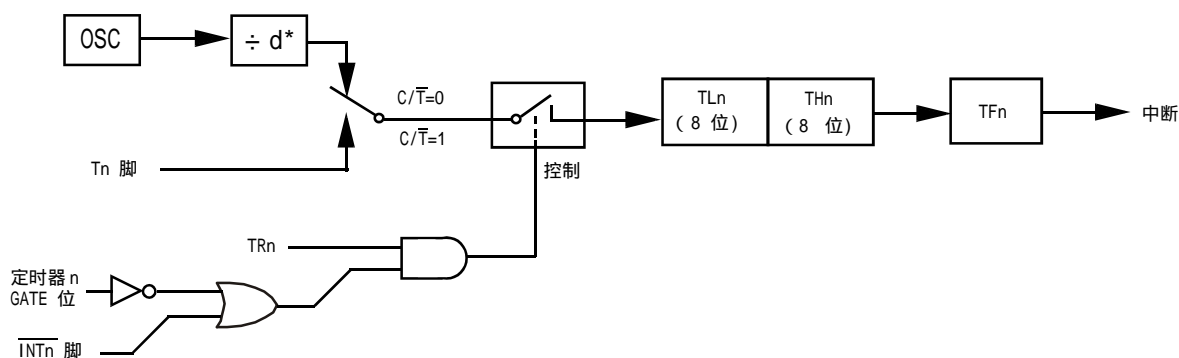 OSC
÷ d*
C/T̅=0
C/T̅=1
Tn 脚
控制
TLn
(8 位)
THn
(8 位)
TFn
中断
TRn
定时器 n
GATE 位
I̅N̅T̅n̅ 脚